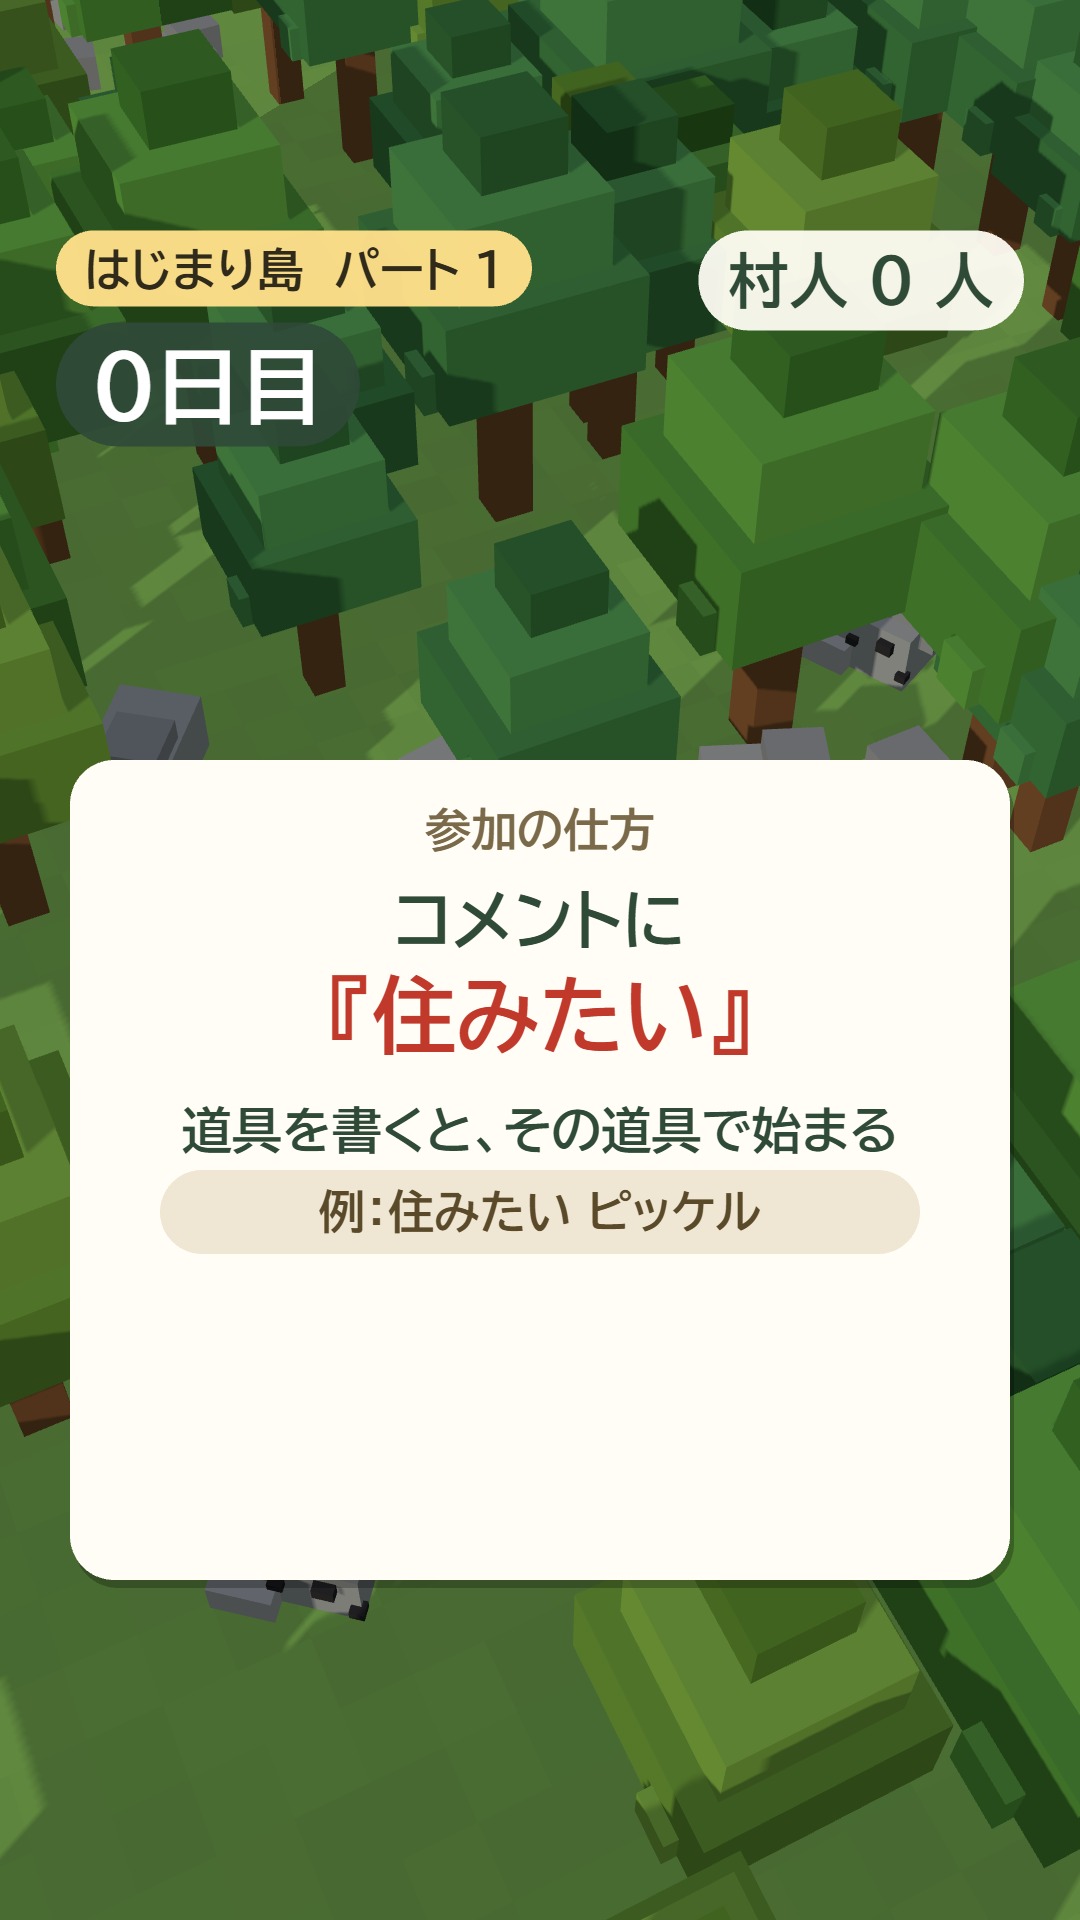 はじまり島 パート 1
村人 0 人
0日目
参加の仕方
コメントに
『住みたい』
道具を書くと、その道具で始まる
例：住みたい ピッケル